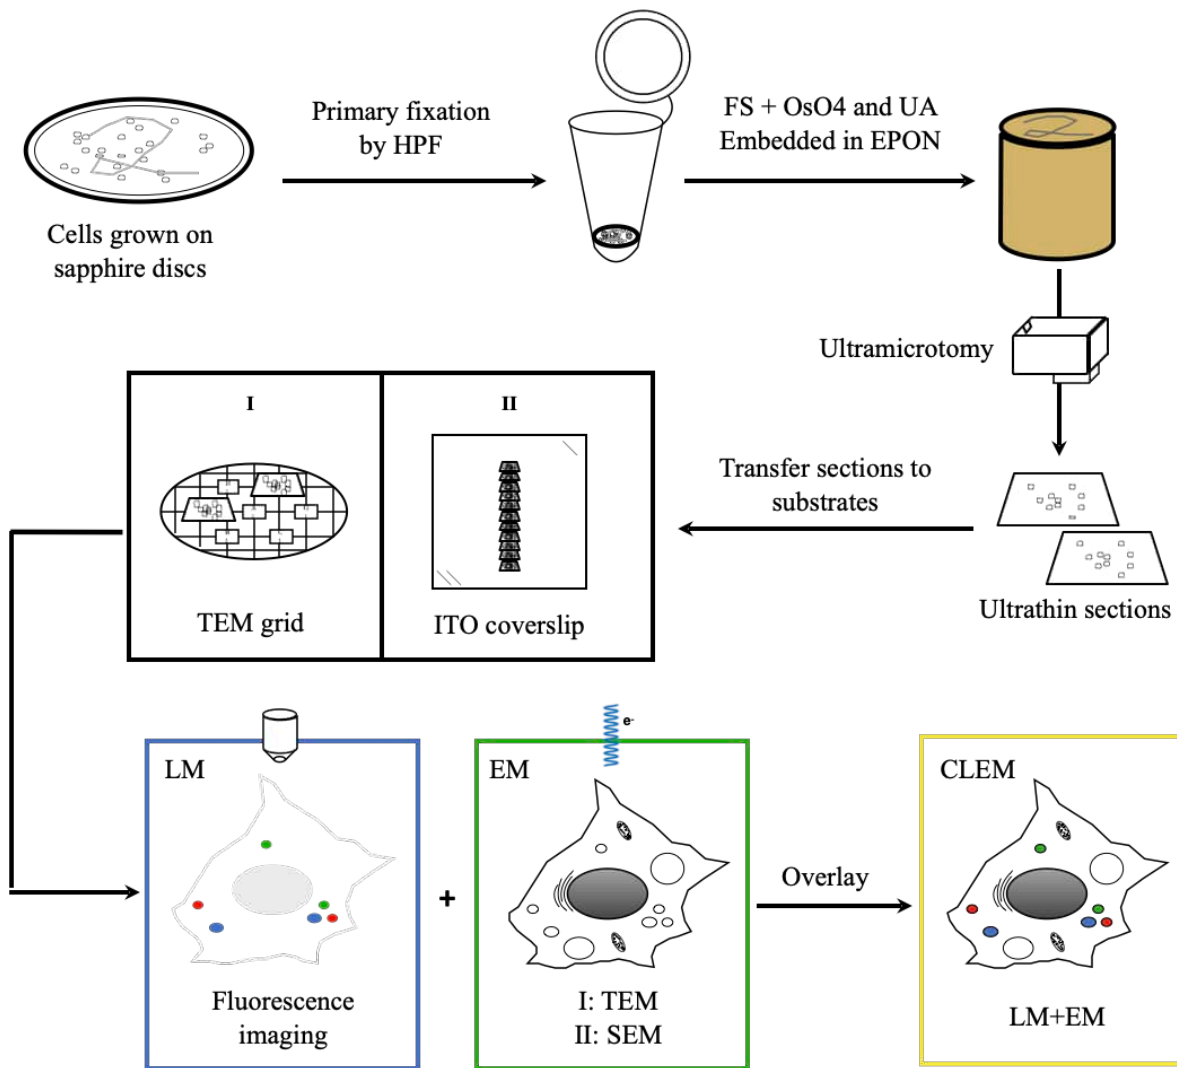 Cells grown on
sapphire discs
Primary fixation
by HPF
FS + OsO4 and UA
Embedded in EPON
Ultramicrotomy
Ultrathin sections
Transfer sections to
substrates
I
TEM grid
II
ITO coverslip
LM
Fluorescence
imaging
+
e-
EM
I: TEM
II: SEM
Overlay
CLEM
LM+EM